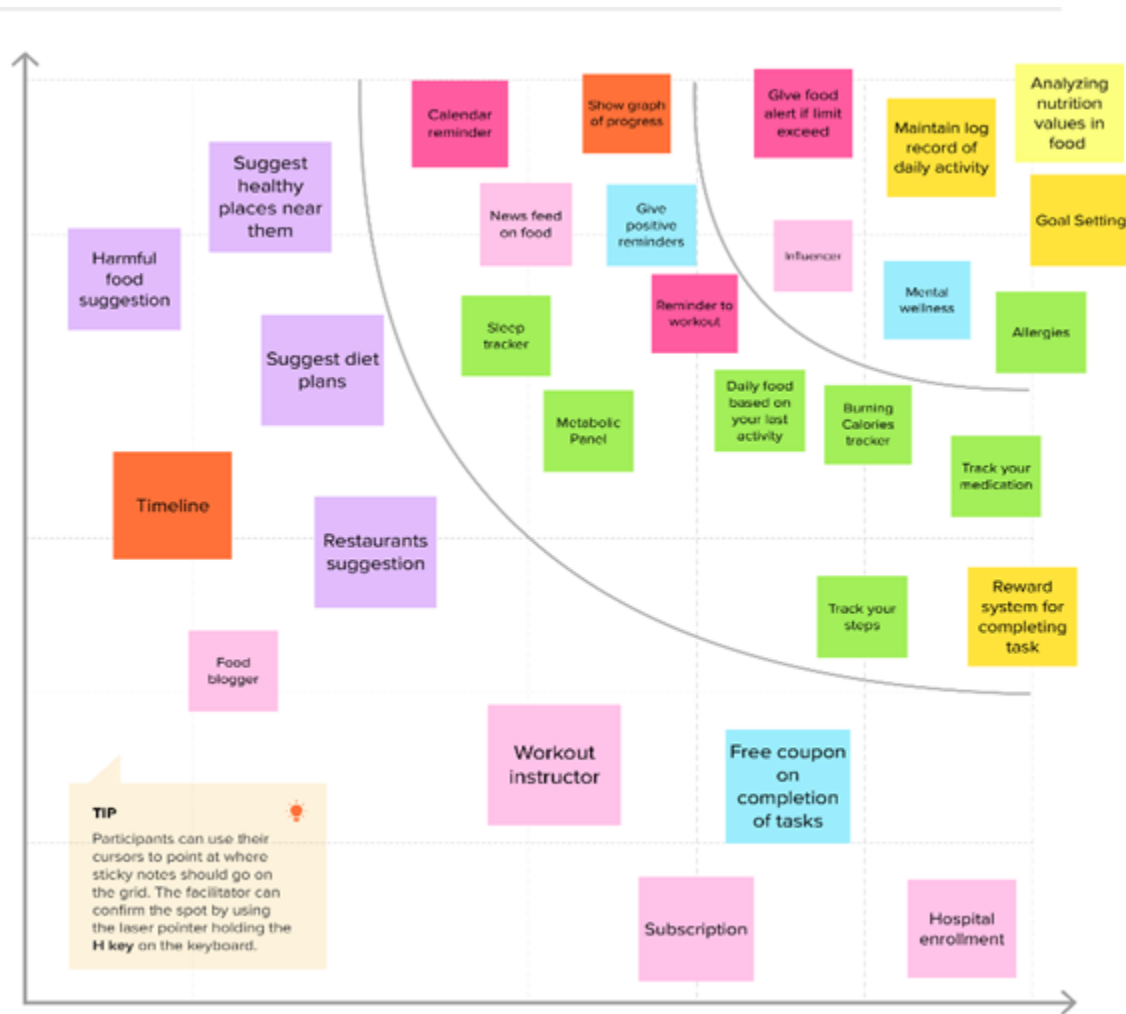 Calendar
reminder
Show graph
of progress
Give food
alert if limit
exceed
Maintain log
record of
daily activity
Analyzing
nutrition
values in
food
Suggest
healthy
places near
them
News feed
on food
Give
positive
reminders
Goal Setting
Harmful
food
suggestion
Influencer
Mental
wellness
Reminder to
workout
Allergies
Sleep
tracker
Suggest diet
plans
Metabolic
Panel
Daily food
based on
your last
activity
Burning
Calories
tracker
Track your
medication
Timeline
Restaurants
suggestion
Track your
steps
Reward
system for
completing
task
Food
blogger
Workout
instructor
Free coupon
on
completion
of tasks
TIP
Participants can use their
cursors to point at where
sticky notes should go on
the grid. The facilitator can
confirm the spot by using
the laser pointer holding the
H key on the keyboard.
Subscription
Hospital
enrollment